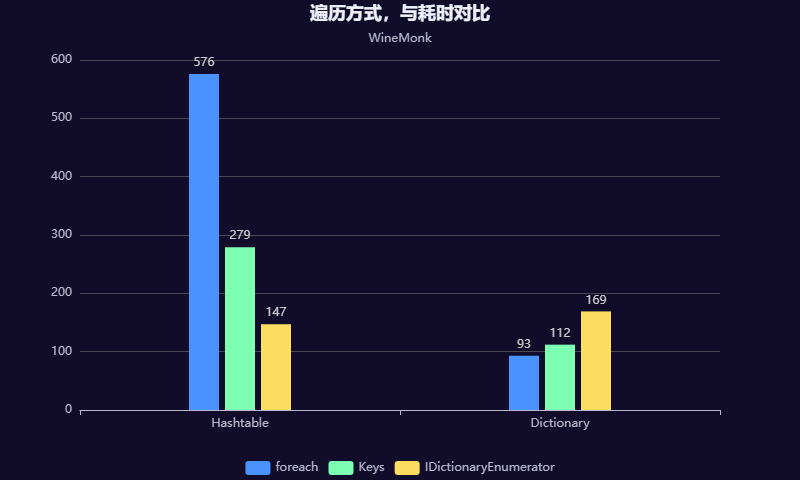 遍历方式，与耗时对比
WineMonk
600
500
400
300
200
100
0
576
279
147
93
112
169
Hashtable
Dictionary
foreach
Keys
IDictionaryEnumerator